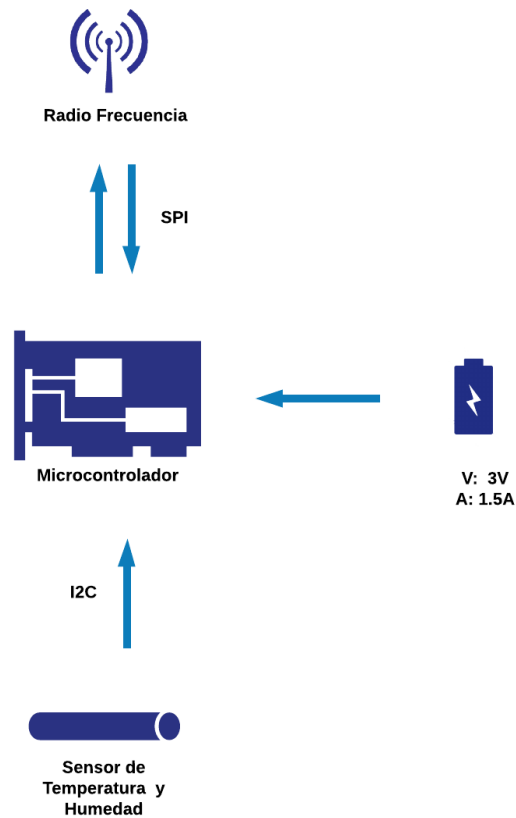 Radio Frecuencia
SPI
Microcontrolador
V: 3V
A: 1.5A
I2C
Sensor de
Temperatura y
Humedad